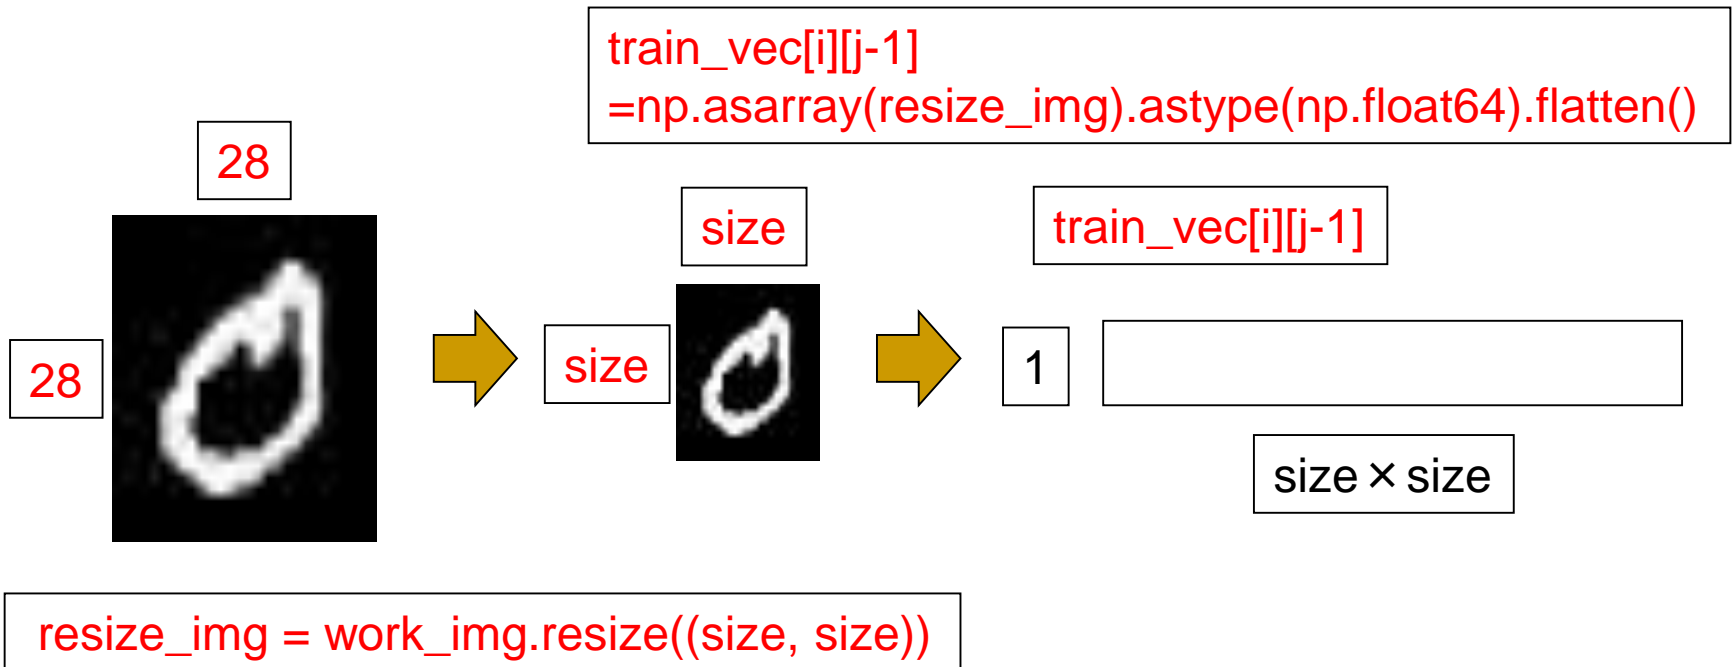 train_vec[i][j-1]
=np.asarray(resize_img).astype(np.float64).flatten()
28
size
train_vec[i][j-1]
28
size
1
size×size
resize_img = work_img.resize((size, size))